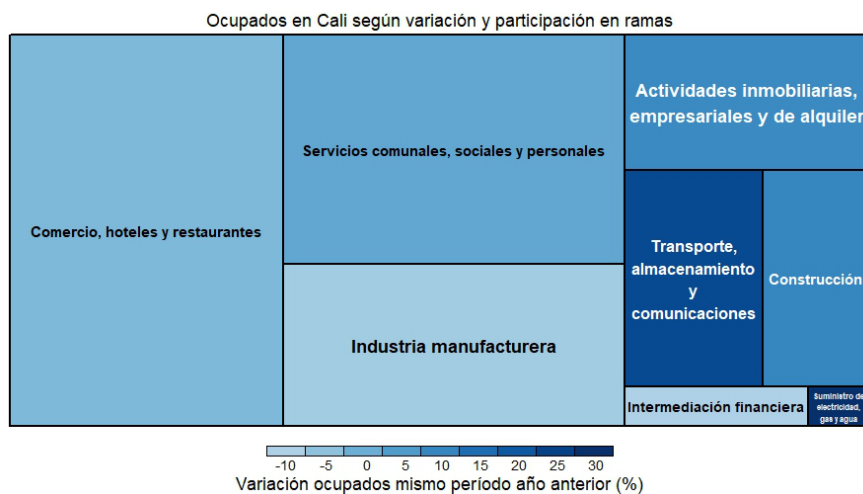 Ocupados en Cali según variación y participación en ramas
Comercio, hoteles y restaurantes
Servicios comunales, sociales y personales
Industria manufacturera
Actividades inmobiliarias,
empresariales y de alquiler
Transporte,
almacenamiento
y
comunicaciones
Construcción
Intermediación financiera
Suministro de
electricidad,
gas y agua
-10 -5 0 5 10 15 20 25 30
Variación ocupados mismo período año anterior (%)